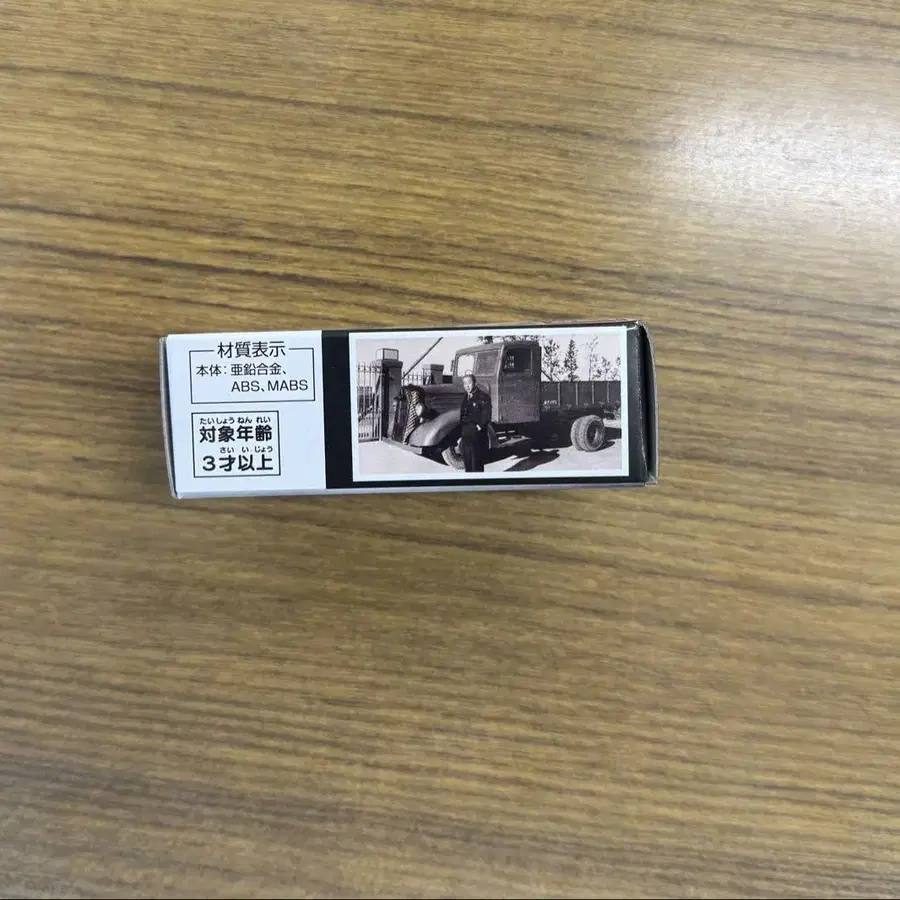 材質表示
本体：亜鉛合金、
ABS、MABS
たいしょう ねん れい
対象年齢
さい い じょう
3才以上